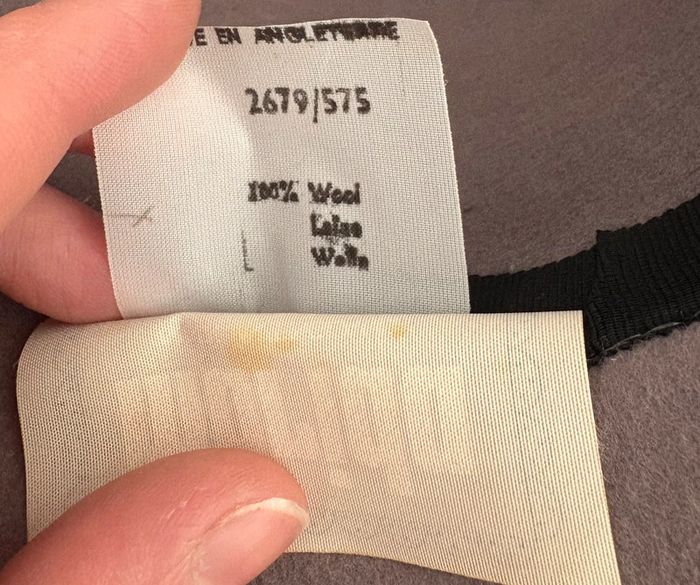 E EN ANGLETERRE
2679/575
100% Wool
Laine
Wolle